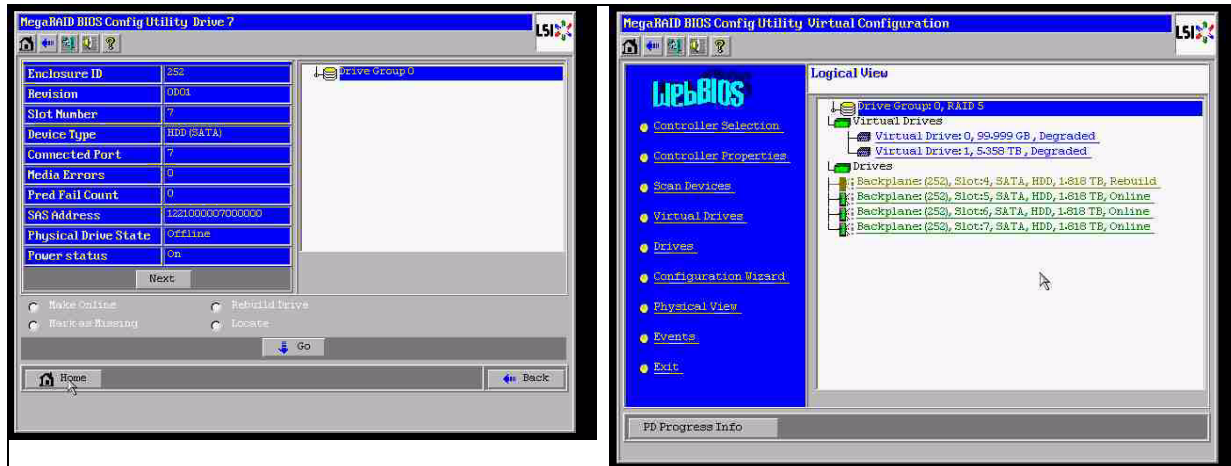 MegaRAID BIOS Config Utility Drive 7
LSI
Enclosure ID 252
Revision 0D01
Slot Number 7
Device Type HDD (SATA)
Connected Port 7
Media Errors 0
Pred Fail Count 0
SAS Address 1221000007000000
Physical Drive State Offline
Power status On
Next
Drive Group 0
Make Online Rebuild Drive
Mark as Missing Locate
Go
Home Back
MegaRAID BIOS Config Utility Virtual Configuration
LSI
WebBIOS
Controller Selection
Controller Properties
Scan Devices
Virtual Drives
Drives
Configuration Wizard
Physical View
Events
Exit
Logical View
Drive Group: 0, RAID 5
Virtual Drives
Virtual Drive: 0, 99.999 GB, Degraded
Virtual Drive: 1, 5.358 TB, Degraded
Drives
Backplane: (252), Slot: 4, SATA, HDD, 1.818 TB, Rebuild
Backplane: (252), Slot: 5, SATA, HDD, 1.818 TB, Online
Backplane: (252), Slot: 6, SATA, HDD, 1.818 TB, Online
Backplane: (252), Slot: 7, SATA, HDD, 1.818 TB, Online
PD Progress Info